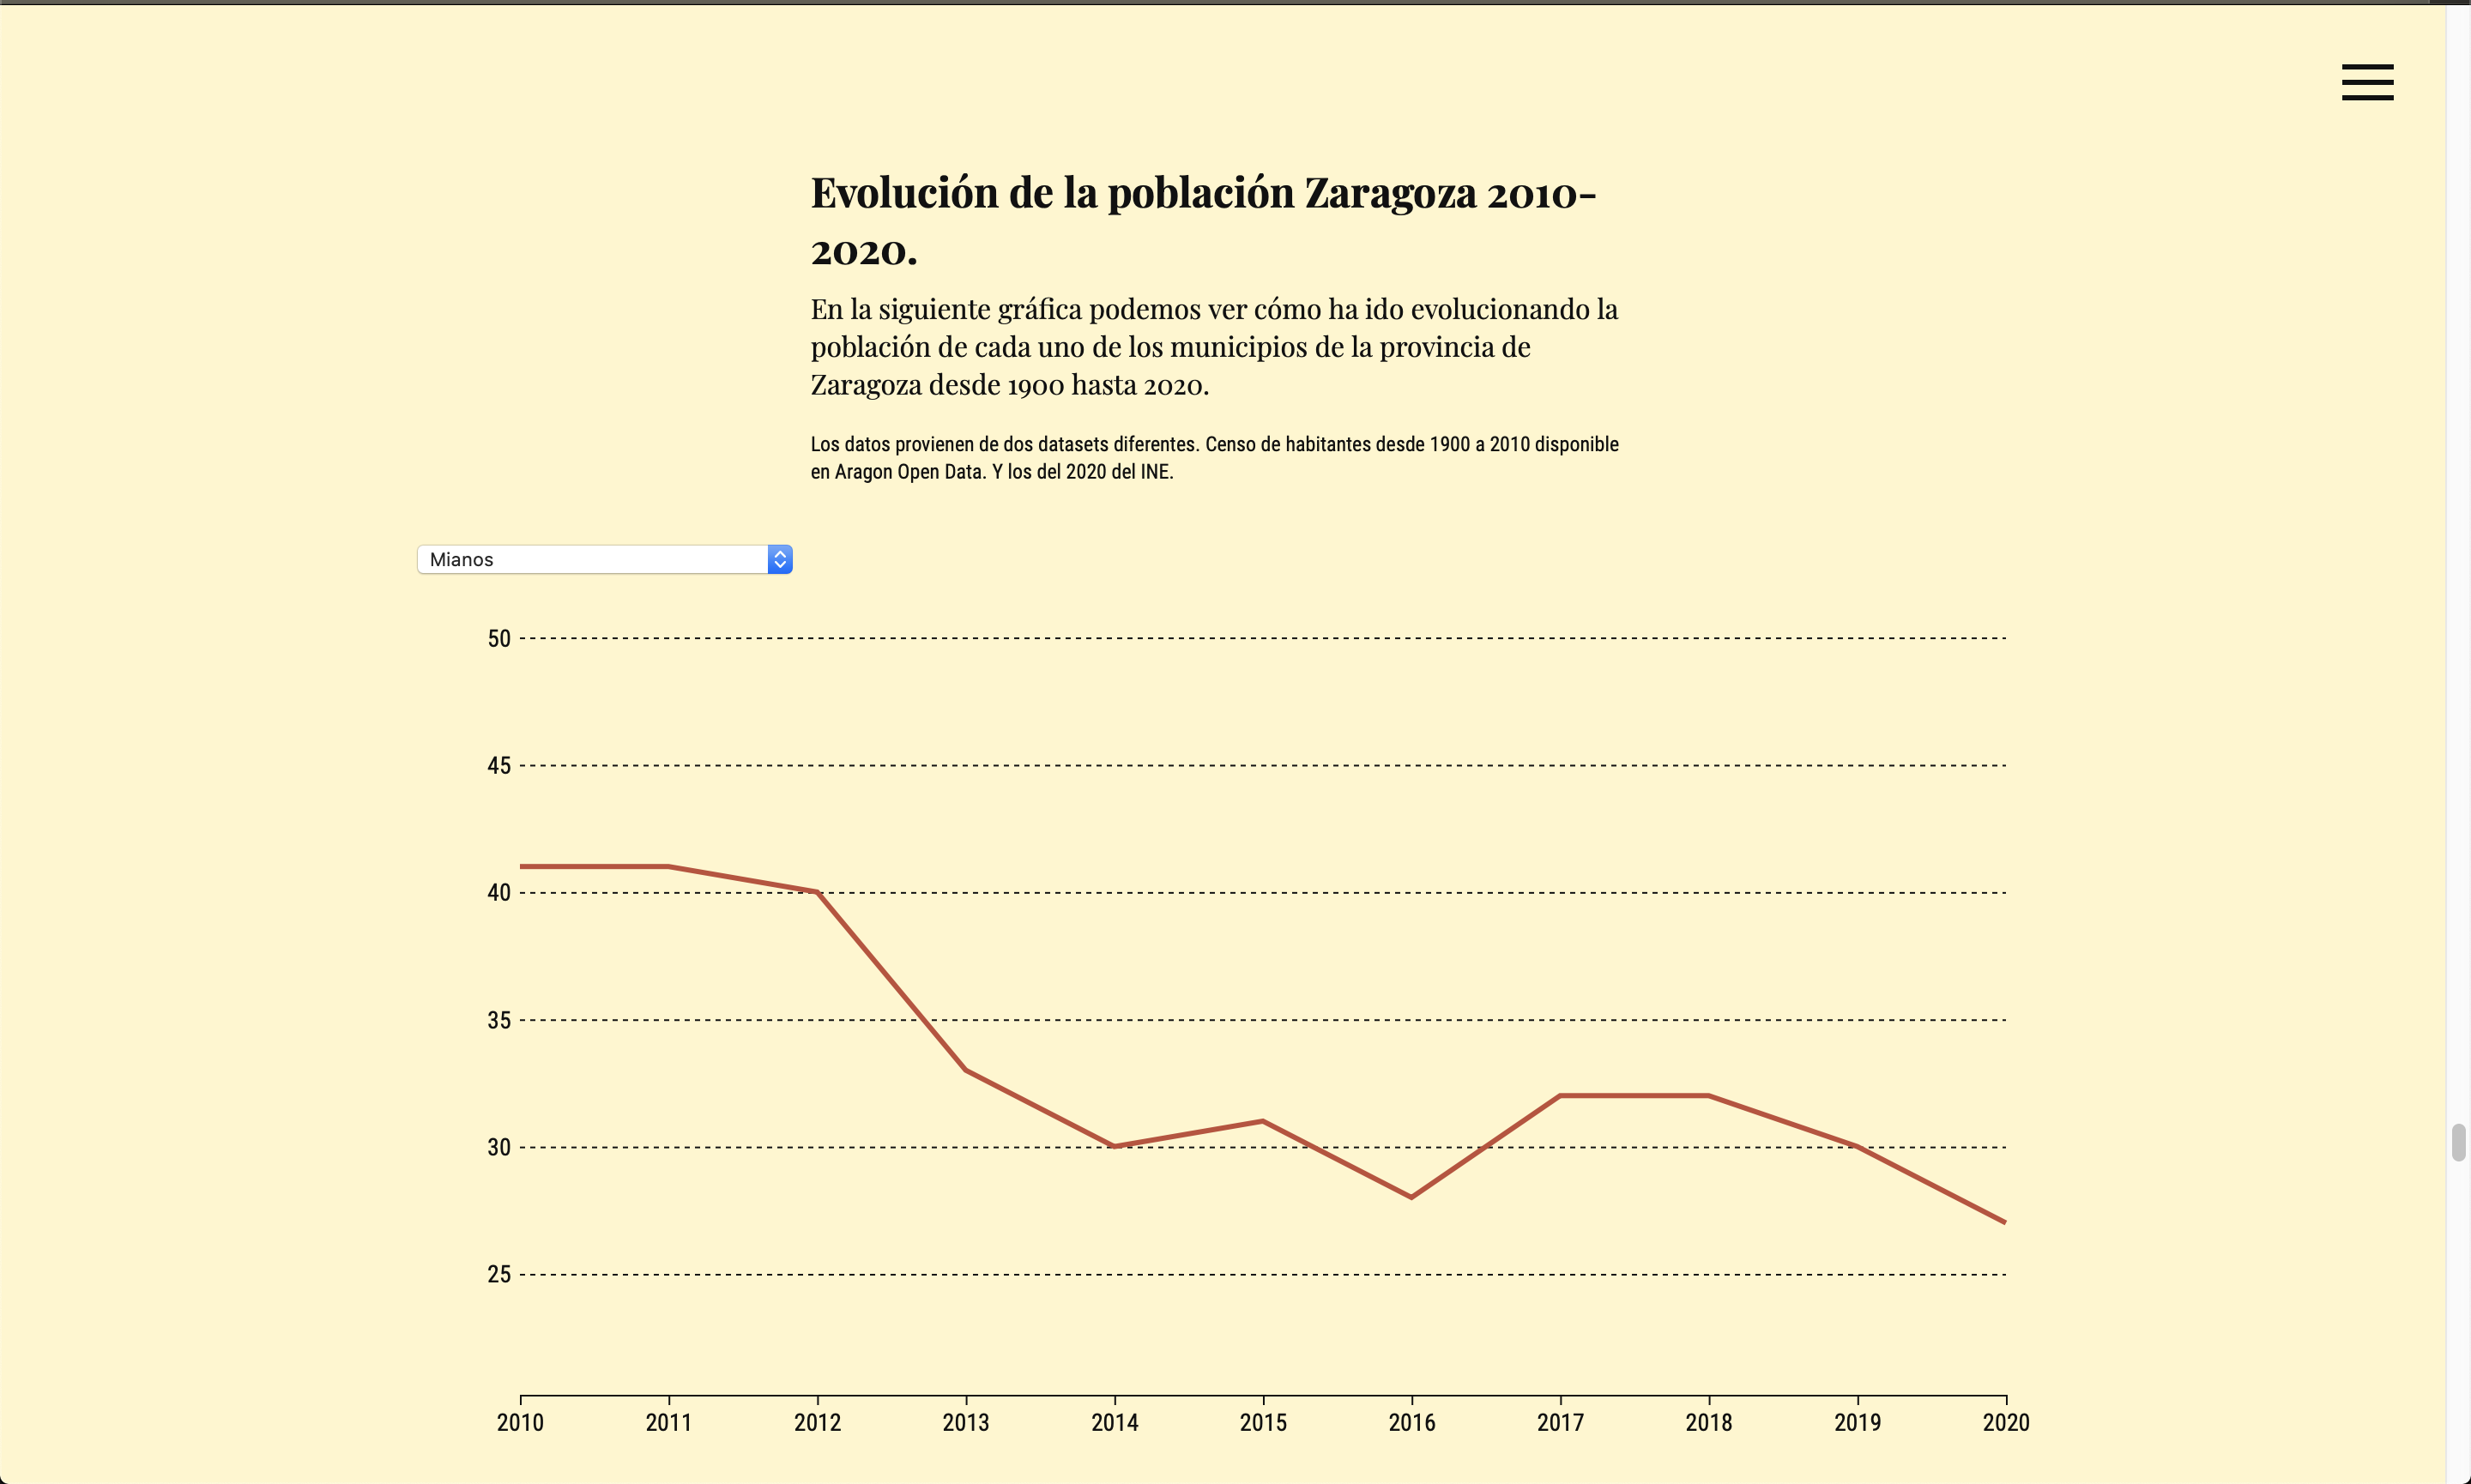 Evolución de la población Zaragoza 2010-
2020.
En la siguiente gráfica podemos ver cómo ha ido evolucionando la
población de cada uno de los municipios de la provincia de
Zaragoza desde 1900 hasta 2020.
Los datos provienen de dos datasets diferentes. Censo de habitantes desde 1900 a 2010 disponible
en Aragon Open Data. Y los del 2020 del INE.
Mianos
50
45
40
35
30
25
2010 2011 2012 2013 2014 2015 2016 2017 2018 2019 2020